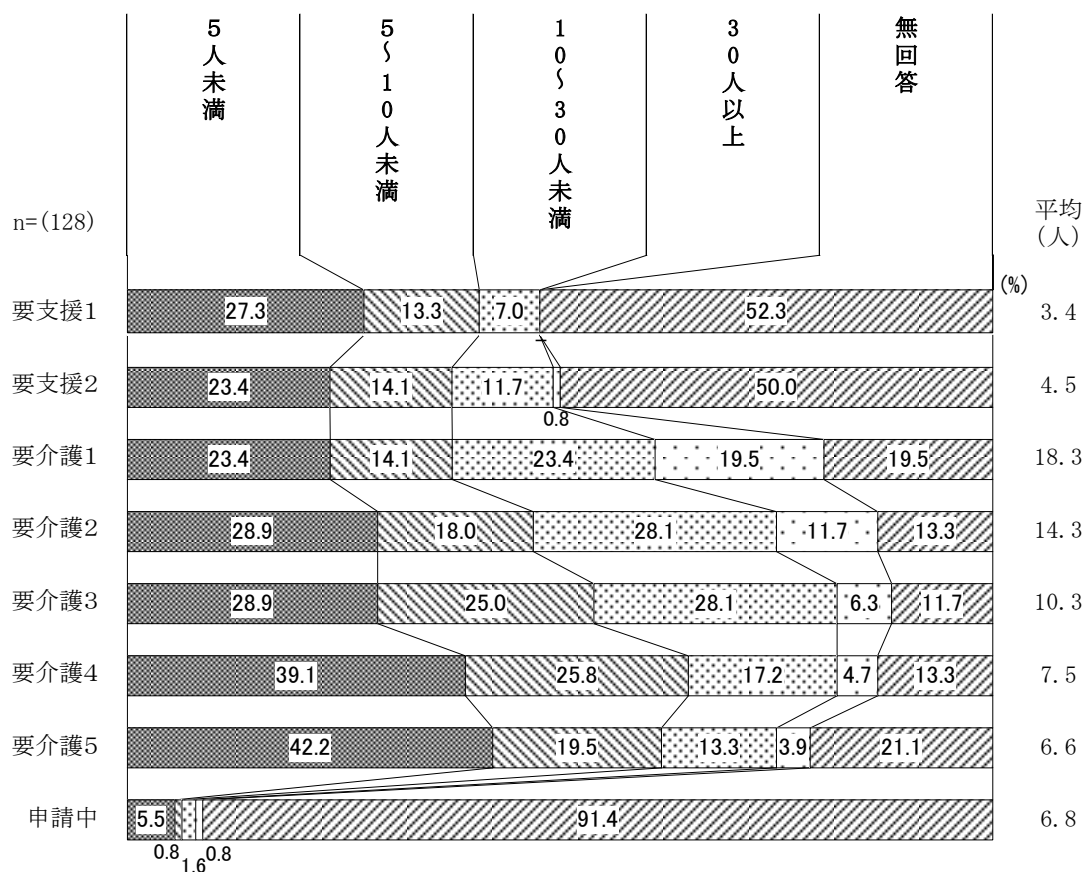 5人未満
5～10人未満
10～30人未満
30人以上
無回答
n=(128)
平均
(人)
(%)
要支援1 27.3 13.3 7.0 － 52.3 3.4
要支援2 23.4 14.1 11.7 0.8 50.0 4.5
要介護1 23.4 14.1 23.4 19.5 19.5 18.3
要介護2 28.9 18.0 28.1 11.7 13.3 14.3
要介護3 28.9 25.0 28.1 6.3 11.7 10.3
要介護4 39.1 25.8 17.2 4.7 13.3 7.5
要介護5 42.2 19.5 13.3 3.9 21.1 6.6
申請中 5.5 0.8 1.6 0.8 91.4 6.8